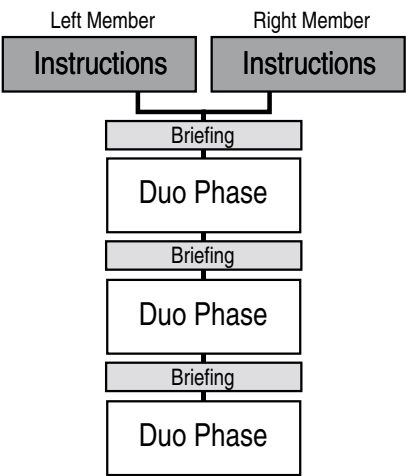 Left Member Right Member
Instructions Instructions
Briefing
Duo Phase
Briefing
Duo Phase
Briefing
Duo Phase